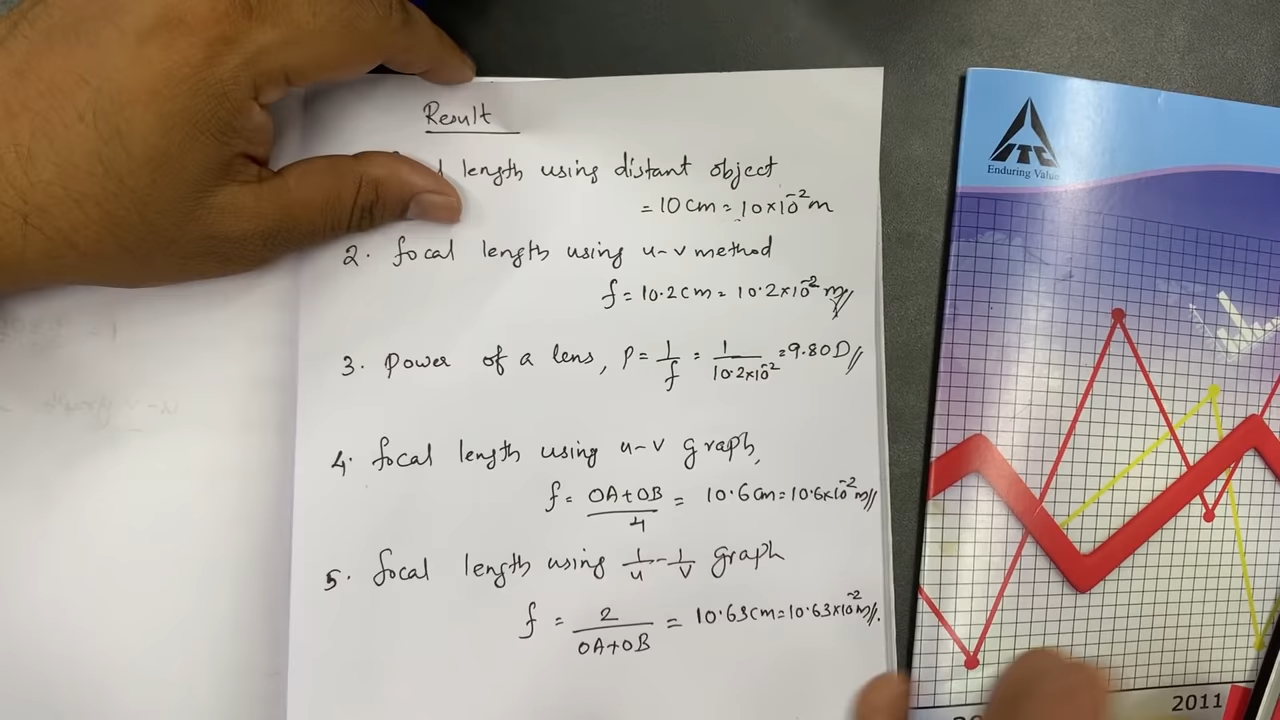 Result
length using distant object
= 10 cm = 10×10⁻² m
2. focal length using u-v method
f = 10.2 cm = 10.2×10⁻² m//
3. Power of a lens, P = 1/f = 1/10.2×10⁻² = 9.80D//
4. focal length using u-v graph,
f = OA+OB/4 = 10.6 cm = 10.6×10⁻² m//
5. focal length using 1/u - 1/v graph
f = 2/OA+OB = 10.63 cm = 10.63×10⁻² m//.
ITC
Enduring Value
2011